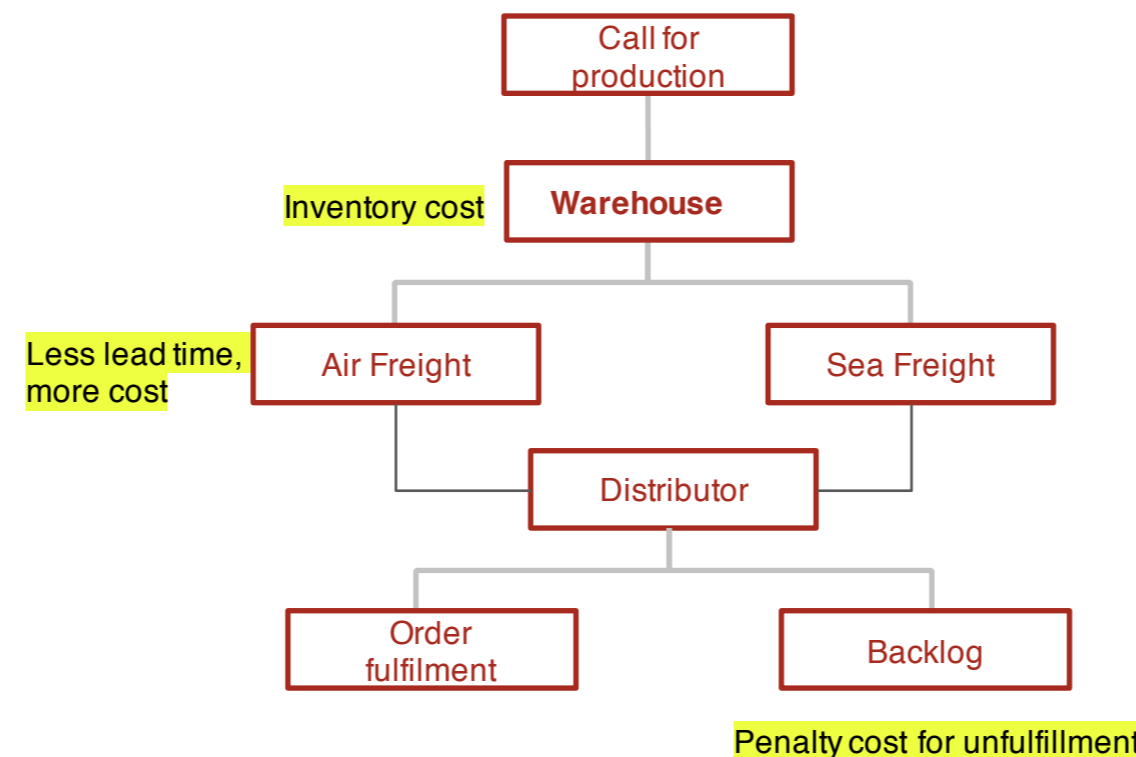 Call for
production
Inventory cost
Warehouse
Less lead time,
more cost
Air Freight
Sea Freight
Distributor
Order
fulfilment
Backlog
Penalty cost for unfulfillment